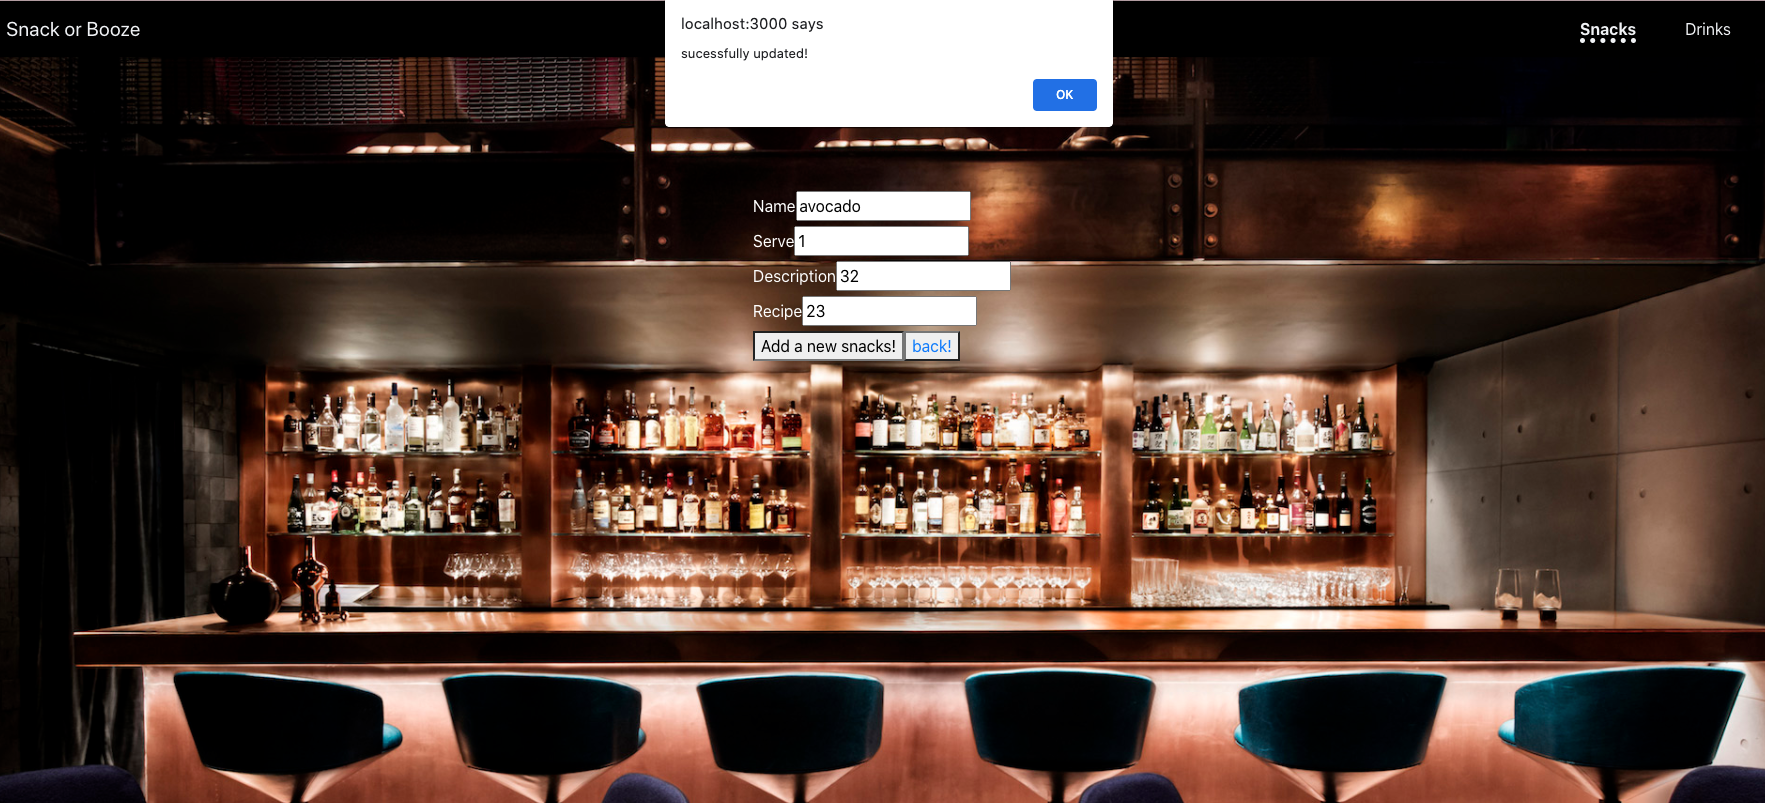 Snack or Booze
localhost:3000 says
sucessfully updated!
OK
Snacks
Drinks
Name avocado
Serve 1
Description 32
Recipe 23
Add a new snacks! back!